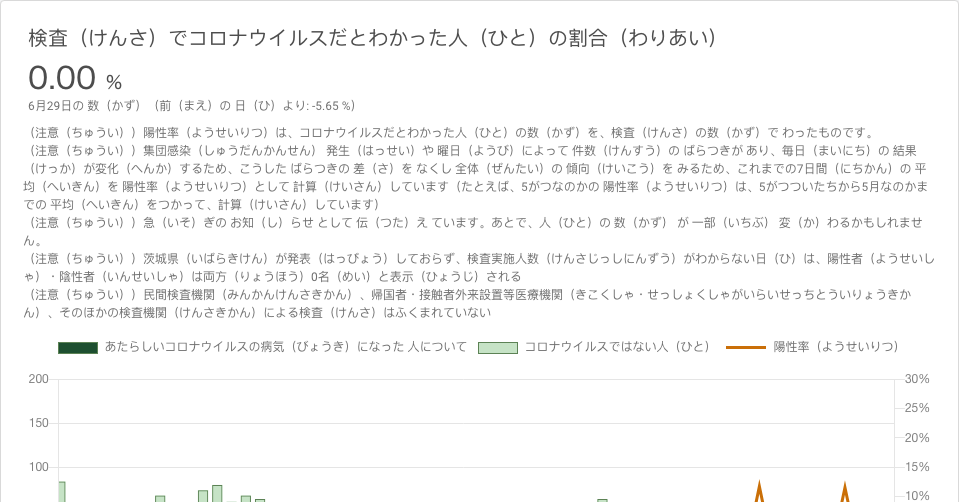 検査（けんさ）でコロナウイルスだとわかった人（ひと）の割合（わりあい）
0.00 %
6月29日の 数（かず）（前（まえ）の 日（ひ）より: -5.65 %）
（注意（ちゅうい））陽性率（ようせいりつ）は、コロナウイルスだとわかった人（ひと）の数（かず）を、検査（けんさ）の数（かず）で わったものです。
（注意（ちゅうい））集団感染（しゅうだんかんせん） 発生（はっせい）や 曜日（ようび）によって 件数（けんすう）の ばらつきが あり、毎日（まいにち）の 結果
（けっか）が変化（へんか）するため、こうした ばらつきの 差（さ）を なくし 全体（ぜんたい）の 傾向（けいこう）を みるため、これまでの7日間（にちかん）の 平
均（へいきん）を 陽性率（ようせいりつ）として 計算（けいさん）しています（たとえば、5がつなのかの 陽性率（ようせいりつ）は、5がつついたちから5月なのかま
での 平均（へいきん）をつかって、計算（けいさん）しています）
（注意（ちゅうい））急（いそ）ぎの お知（し）らせ として 伝（つた）え ています。あとで、人（ひと）の 数（かず） が 一部（いちぶ） 変（か）わるかもしれませ
ん。
（注意（ちゅうい））茨城県（いばらきけん）が発表（はっぴょう）しておらず、検査実施人数（けんさじっしにんずう）がわからない日（ひ）は、陽性者（ようせいし
ゃ）・陰性者（いんせいしゃ）は両方（りょうほう）0名（めい）と表示（ひょうじ）される
（注意（ちゅうい））民間検査機関（みんかんけんさきかん）、帰国者・接触者外来設置等医療機関（きこくしゃ・せっしょくしゃがいらいせっちとういりょうきか
ん）、そのほかの検査機関（けんさきかん）による検査（けんさ）はふくまれていない
あたらしいコロナウイルスの病気（びょうき）になった 人について コロナウイルスではない人（ひと） 陽性率（ようせいりつ）
200 30%
25%
150 20%
100 15%
10%